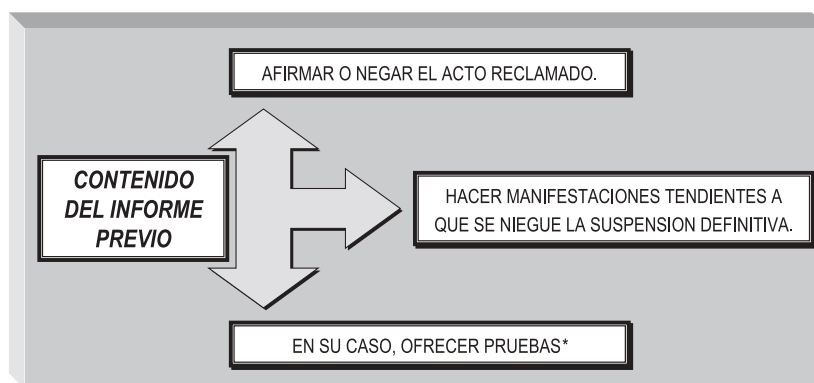 AFIRMAR O NEGAR EL ACTO RECLAMADO.
CONTENIDO
DEL INFORME
PREVIO
HACER MANIFESTACIONES TENDIENTES A
QUE SE NIEGUE LA SUSPENSION DEFINITIVA.
EN SU CASO, OFRECER PRUEBAS*